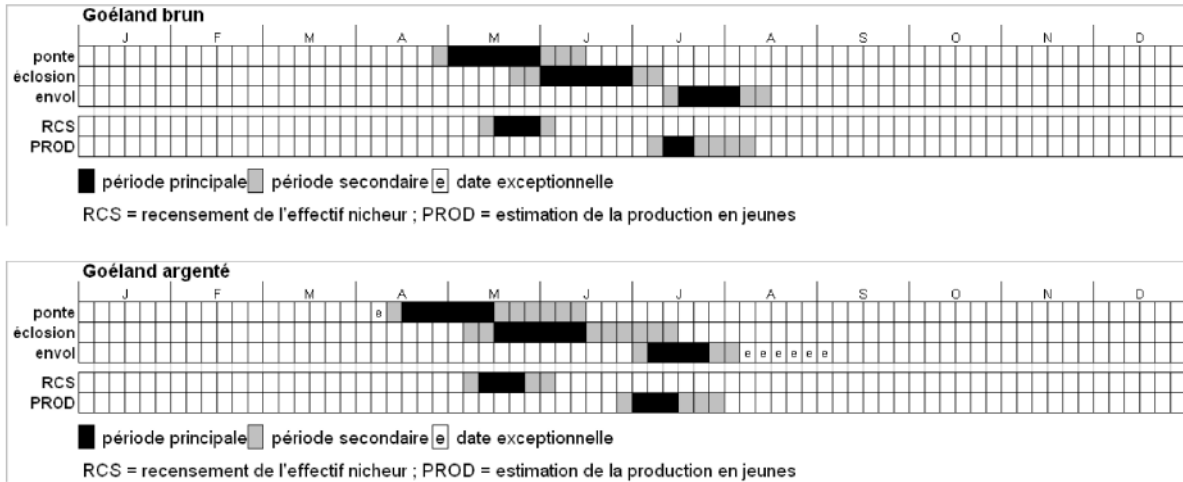 Goéland brun
J F M A M J J A S O N D
ponte
éclosion
envol
RCS
PROD
période principale période secondaire e date exceptionnelle
RCS = recensement de l'effectif nicheur ; PROD = estimation de la production en jeunes
Goéland argenté
J F M A M J J A S O N D
ponte e
éclosion
envol e e e e e e
RCS
PROD
période principale période secondaire e date exceptionnelle
RCS = recensement de l'effectif nicheur ; PROD = estimation de la production en jeunes